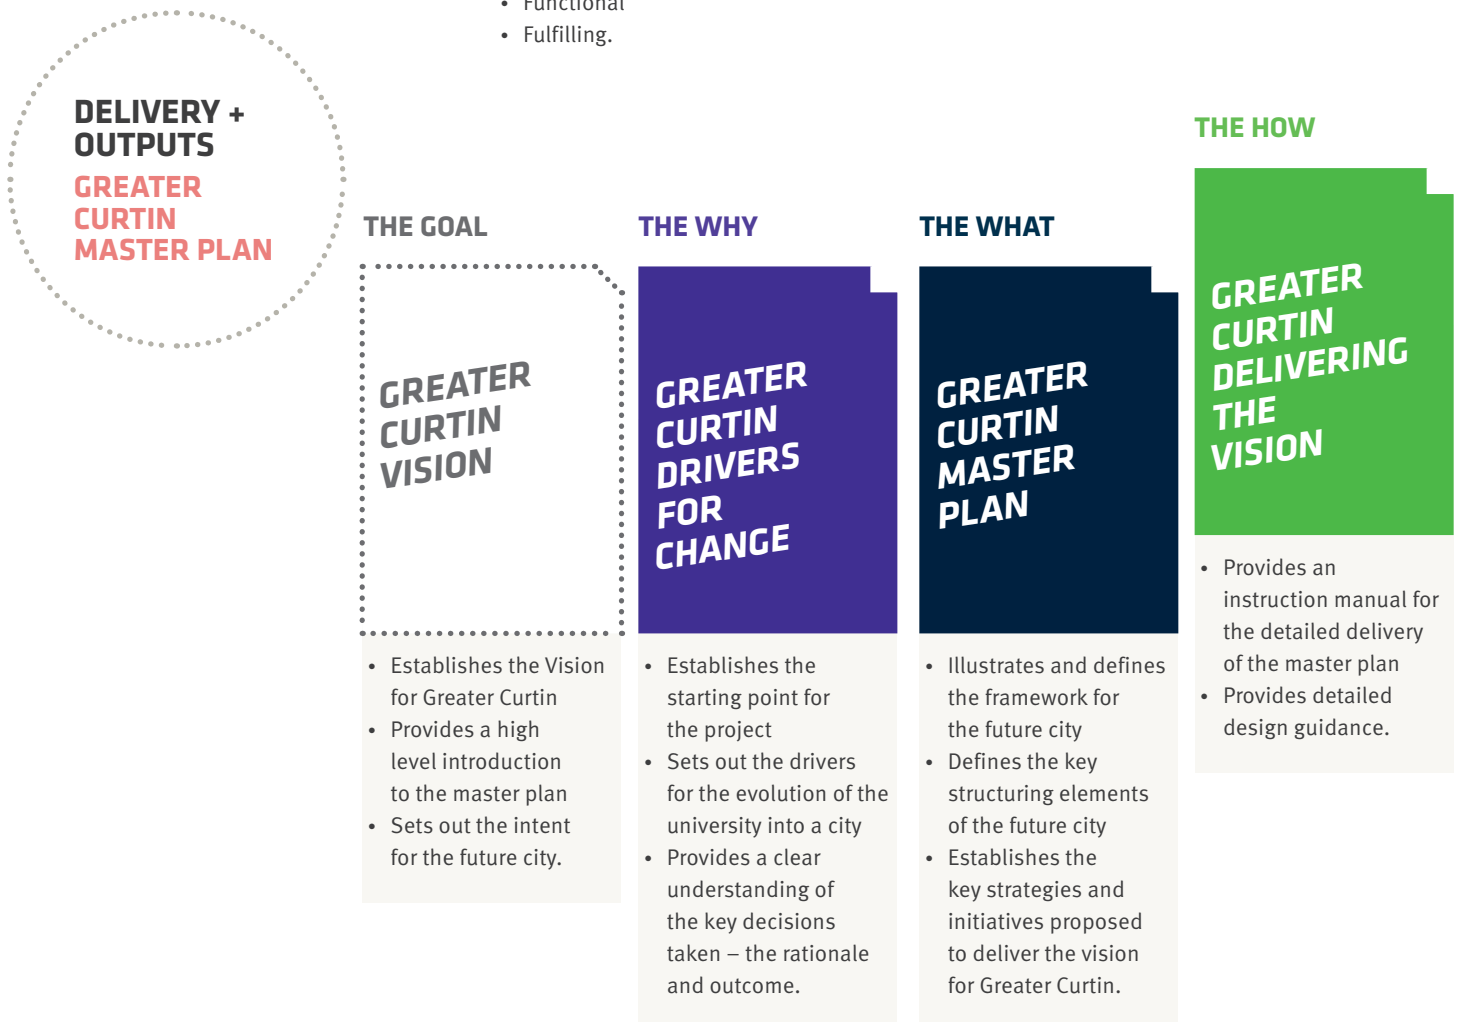 • Functional
• Fulfilling.
DELIVERY +
OUTPUTS
GREATER
CURTIN
MASTER PLAN
THE GOAL
GREATER
CURTIN
VISION
• Establishes the Vision
for Greater Curtin
• Provides a high
level introduction
to the master plan
• Sets out the intent
for the future city.
THE WHY
GREATER
CURTIN
DRIVERS
FOR
CHANGE
• Establishes the
starting point for
the project
• Sets out the drivers
for the evolution of the
university into a city
• Provides a clear
understanding of
the key decisions
taken – the rationale
and outcome.
THE WHAT
GREATER
CURTIN
MASTER
PLAN
• Illustrates and defines
the framework for
the future city
• Defines the key
structuring elements
of the future city
• Establishes the
key strategies and
initiatives proposed
to deliver the vision
for Greater Curtin.
THE HOW
GREATER
CURTIN
DELIVERING
THE
VISION
• Provides an
instruction manual for
the detailed delivery
of the master plan
• Provides detailed
design guidance.